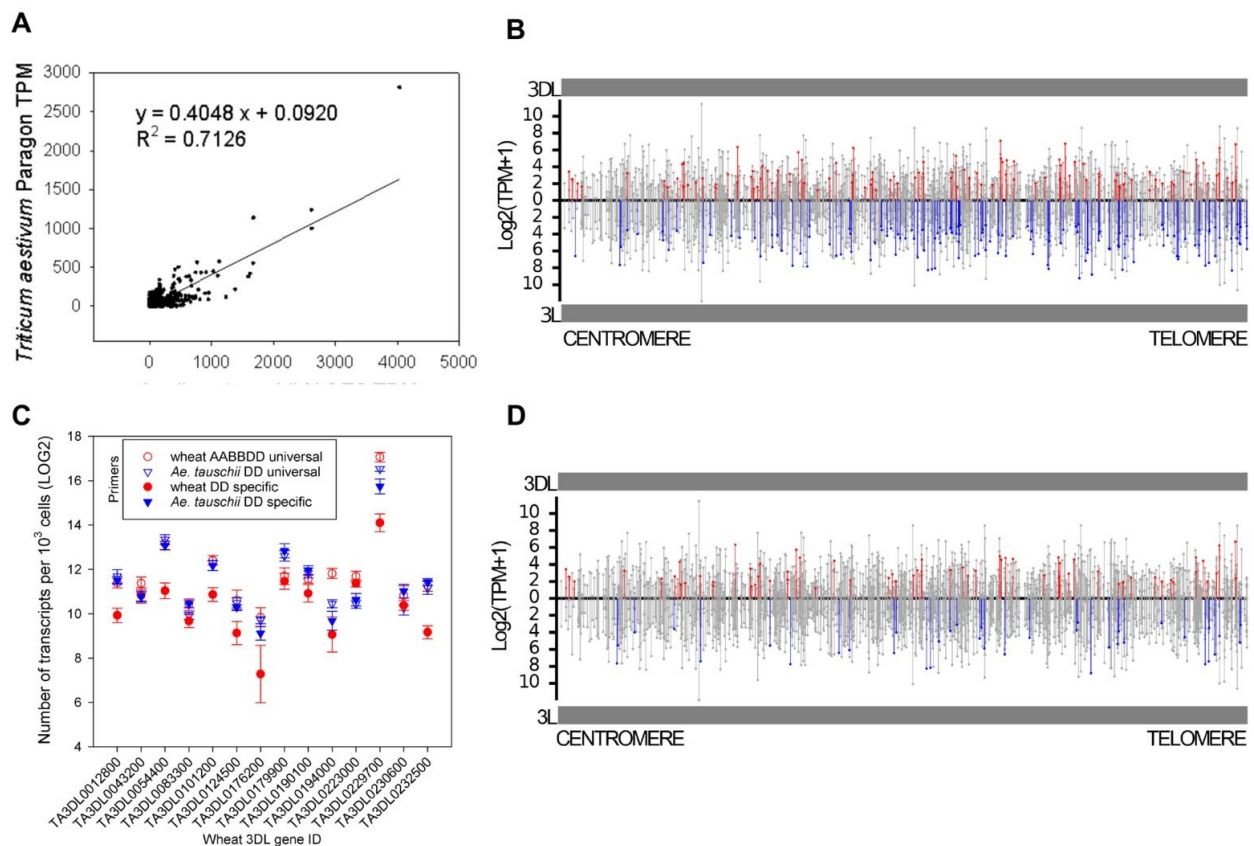 A
Triticum aestivum Paragon TPM
3000
2500
2000
1500
1000
500
0
y = 0.4048 x + 0.0920
R² = 0.7126
0 1000 2000 3000 4000 5000
B
3DL
Log2(TPM+1)
10
8
6
4
2
0
2
4
6
8
10
3L
CENTROMERE TELOMERE
C
Number of transcripts per 10³ cells (LOG2)
18
16
14
12
10
8
6
4
Primers
wheat AABBDD universal
Ae. tauschii DD universal
wheat DD specific
Ae. tauschii DD specific
TA3DL0012800
TA3DL0043200
TA3DL0054400
TA3DL0083300
TA3DL0101200
TA3DL0124500
TA3DL0176200
TA3DL0179900
TA3DL0190100
TA3DL0194000
TA3DL0223000
TA3DL0229700
TA3DL0230600
TA3DL0232500
Wheat 3DL gene ID
D
3DL
Log2(TPM+1)
10
8
6
4
2
0
2
4
6
8
10
3L
CENTROMERE TELOMERE